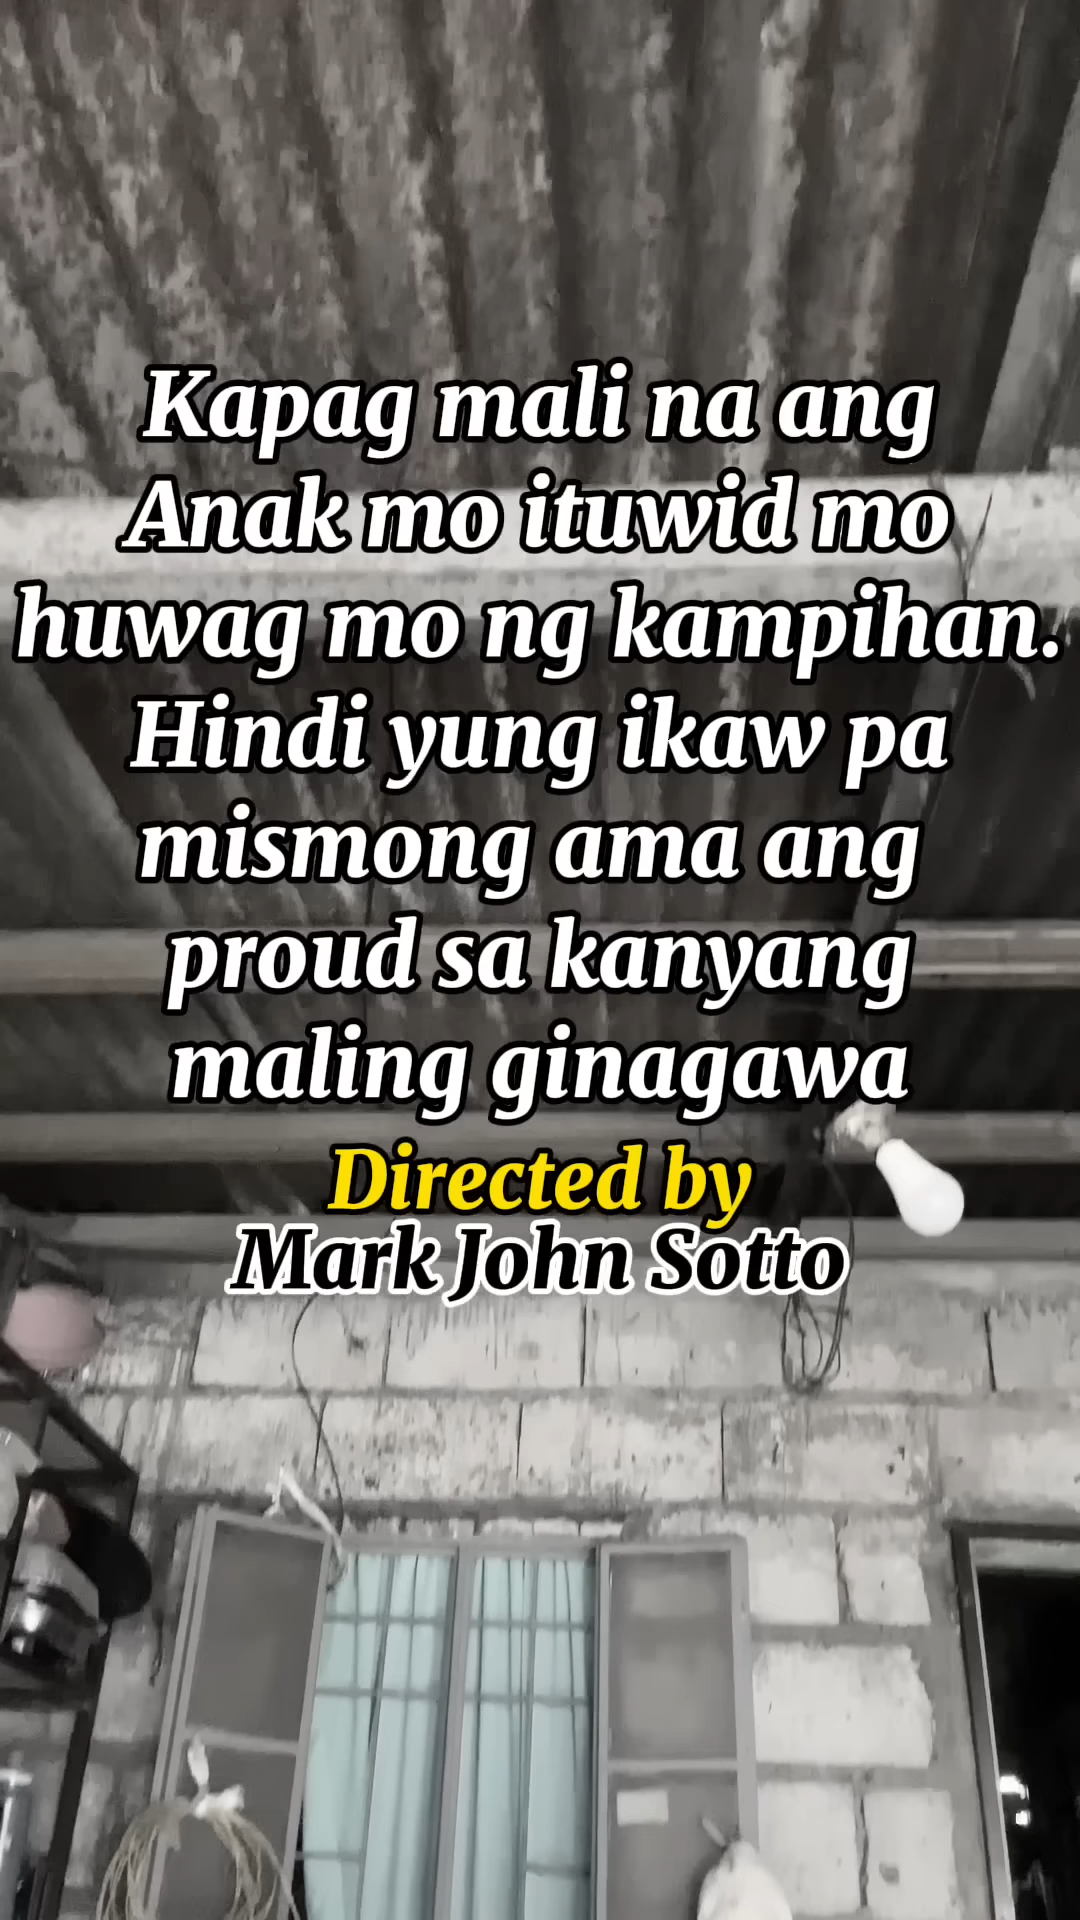 Kapag mali na ang
Anak mo ituwid mo
huwag mo ng kampihan.
Hindi yung ikaw pa
mismong ama ang
proud sa kanyang
maling ginagawa
Directed by
Mark John Sotto